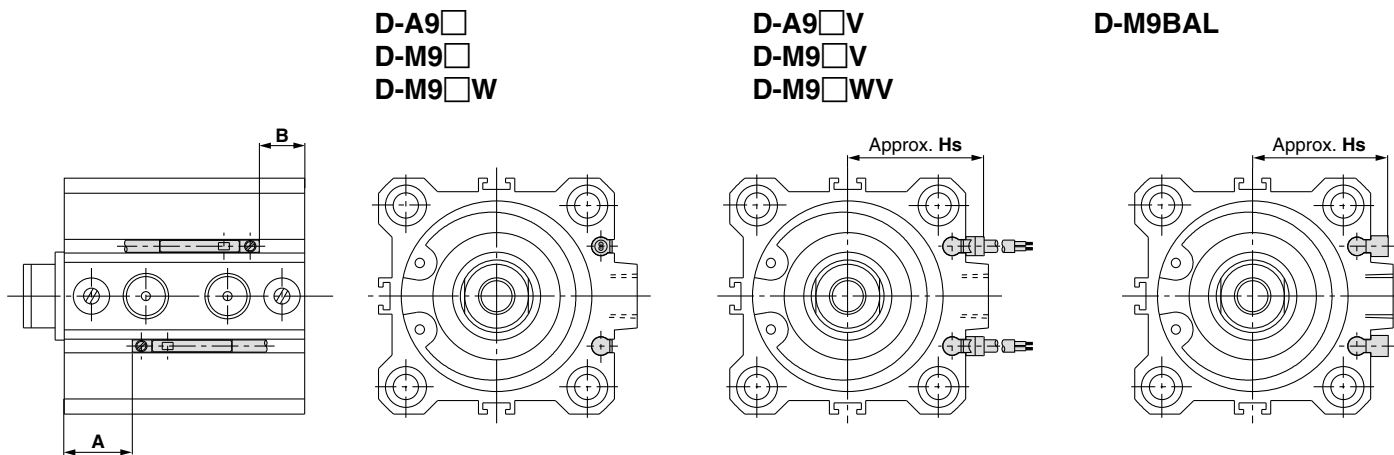 D-A9□
D-M9□
D-M9□W
D-A9□V
D-M9□V
D-M9□WV
D-M9BAL
B
A
Approx. Hs
Approx. Hs